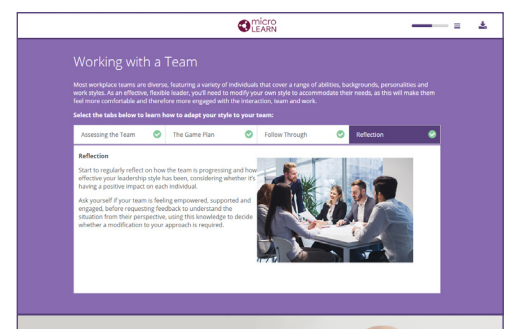 micro
LEARN
Working with a Team
Most workplace teams are diverse, featuring a variety of individuals that cover a range of abilities, backgrounds, personalities and
work styles. As an effective, flexible leader, you'll need to modify your own style to accommodate their needs, as this will make them
feel more comfortable and therefore more engaged with the interaction, team and work.
Select the tabs below to learn how to adapt your style to your team:
Assessing the Team
The Game Plan
Follow Through
Reflection
Reflection
Start to regularly reflect on how the team is progressing and how
effective your leadership style has been, considering whether it's
having a positive impact on each individual.
Ask yourself if your team is feeling empowered, supported and
engaged, before requesting feedback to understand the
situation from their perspective, using this knowledge to decide
whether a modification to your approach is required.